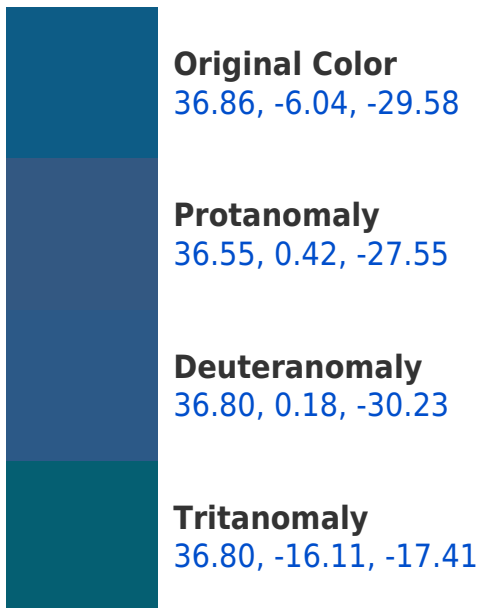 Original Color
36.86, -6.04, -29.58
Protanomaly
36.55, 0.42, -27.55
Deuteranomaly
36.80, 0.18, -30.23
Tritanomaly
36.80, -16.11, -17.41